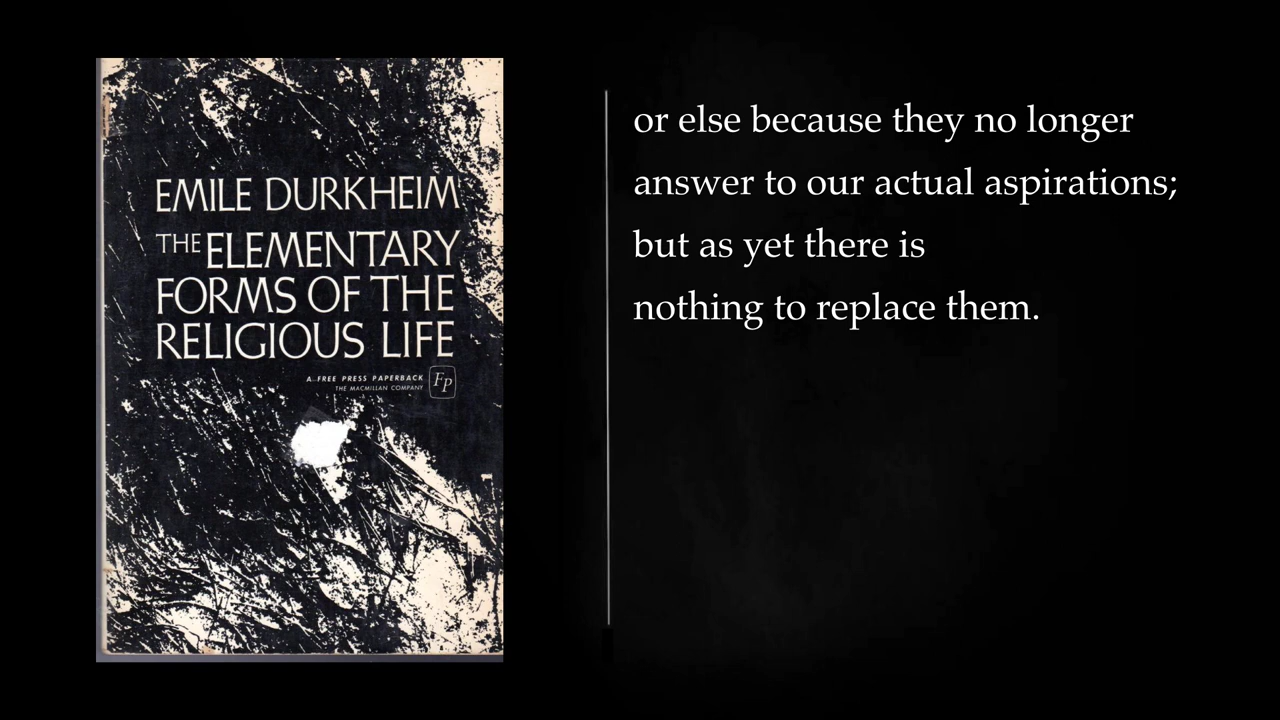 EMILE DURKHEIM
THE ELEMENTARY
FORMS OF THE
RELIGIOUS LIFE
A FREE PRESS PAPERBACK
THE MACMILLAN COMPANY
FP
or else because they no longer
answer to our actual aspirations;
but as yet there is
nothing to replace them.